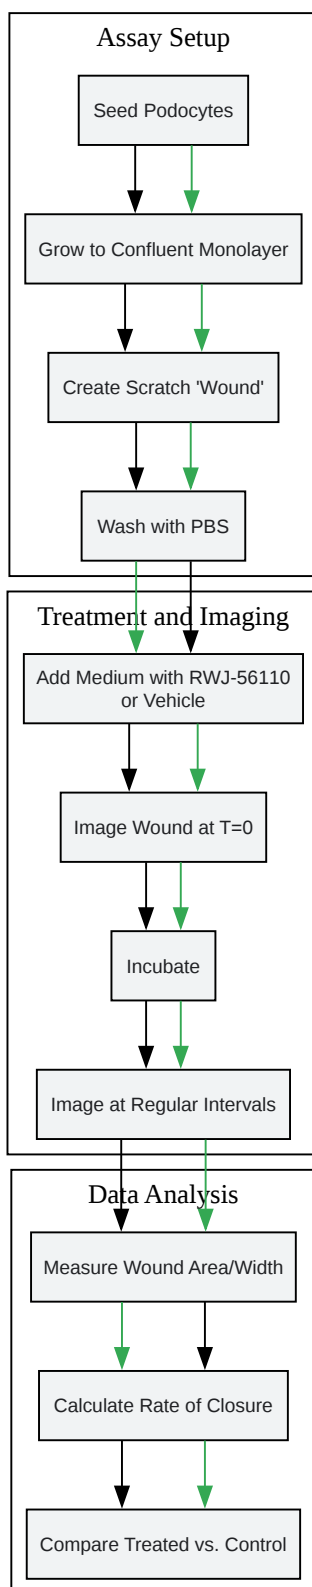 Assay Setup
Seed Podocytes
Grow to Confluent Monolayer
Create Scratch 'Wound'
Wash with PBS
Treatment and Imaging
Add Medium with RWJ-56110
or Vehicle
Image Wound at T=0
Incubate
Image at Regular Intervals
Data Analysis
Measure Wound Area/Width
Calculate Rate of Closure
Compare Treated vs. Control